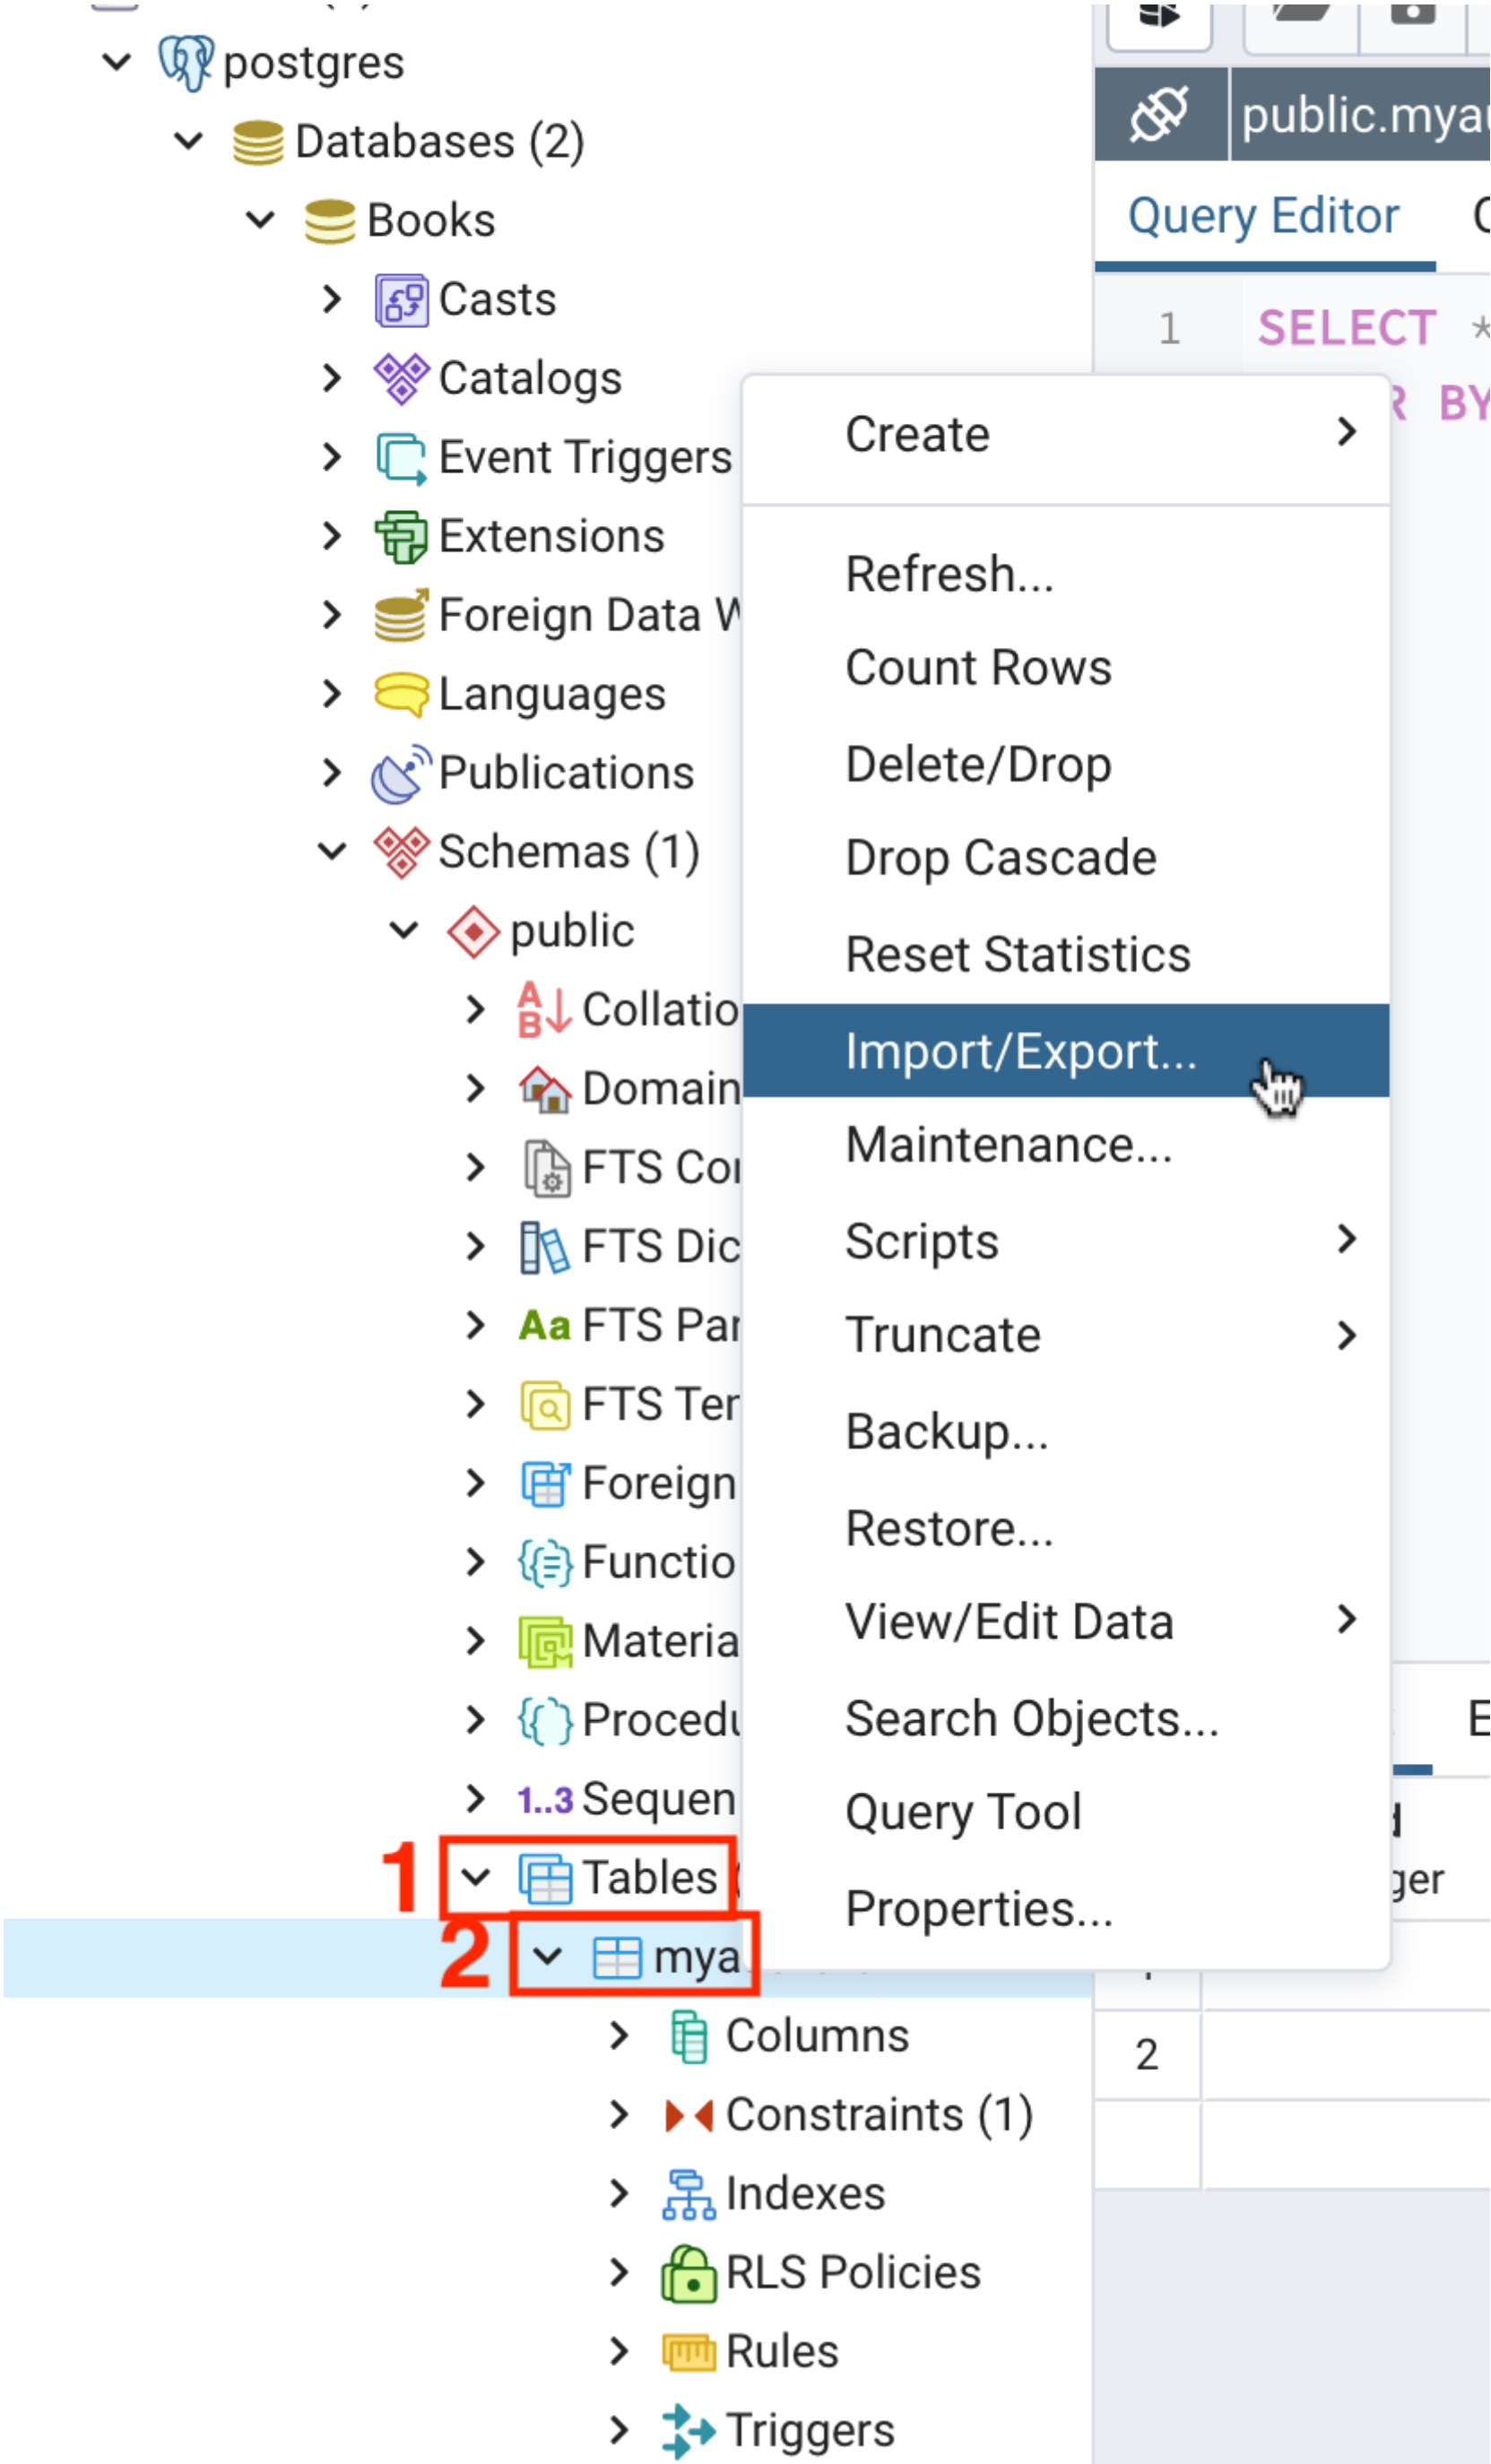 postgres
Databases (2)
Books
Casts
Catalogs
Event Triggers
Extensions
Foreign Data
Languages
Publications
Schemas (1)
public
Collatio
Domain
FTS Co
FTS Dic
Aa FTS Par
FTS Te
Foreign
Functio
Materia
Proced
1..3 Sequen
1
Tables (
2
mya
Columns
Constraints (1)
Indexes
RLS Policies
Rules
Triggers
Create
Refresh...
Count Rows
Delete/Drop
Drop Cascade
Reset Statistics
Import/Export...
Maintenance...
Scripts
Truncate
Backup...
Restore...
View/Edit Data
Search Objects...
Query Tool
Properties...
public.mya
Query Editor
1 SELECT *
R BY
E
ger
2